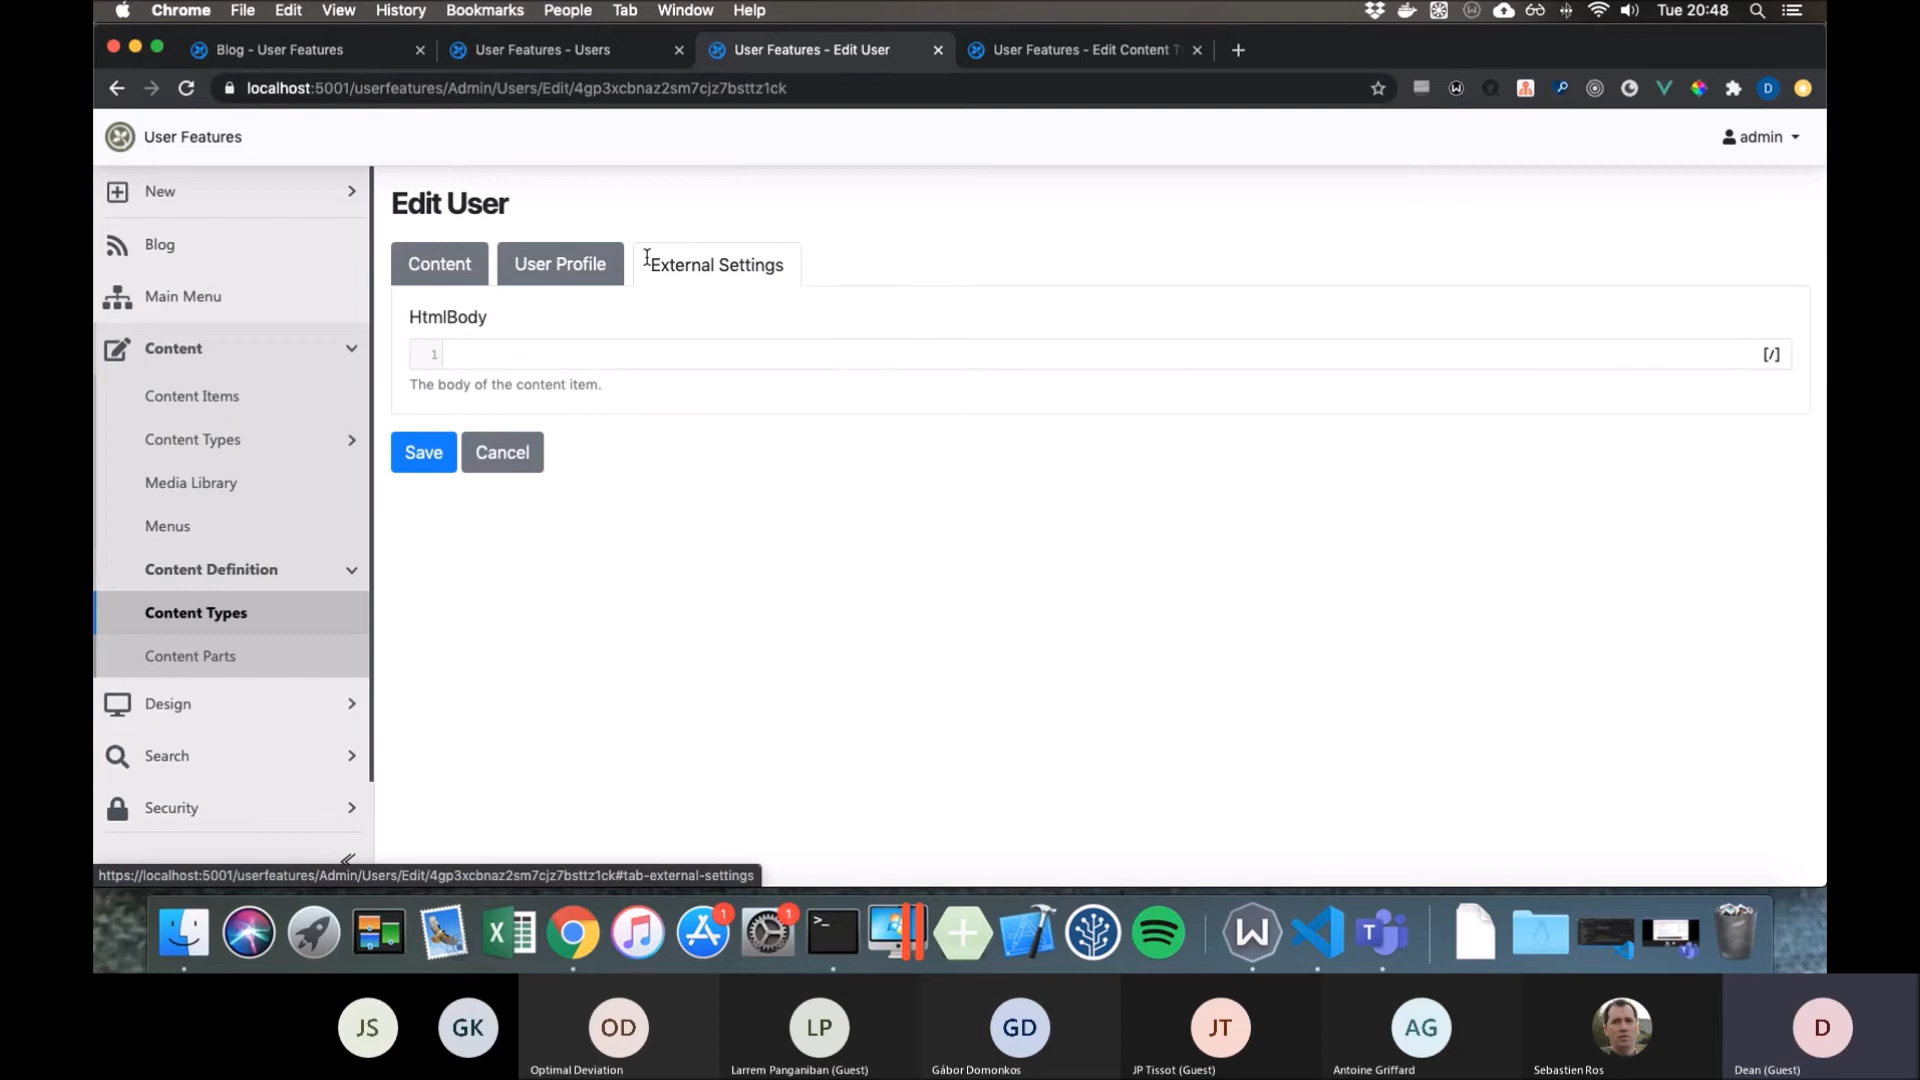 Chrome File Edit View History Bookmarks People Tab Window Help
Tue 20:48
Blog - User Features
User Features - Users
User Features - Edit User
User Features - Edit Content T
localhost:5001/userfeatures/Admin/Users/Edit/4gp3xcbnaz2sm7cjz7bsttz1ck
User Features
admin
New
Blog
Main Menu
Content
Content Items
Content Types
Media Library
Menus
Content Definition
Content Types
Content Parts
Design
Search
Security
Edit User
Content
User Profile
External Settings
HtmlBody
1
[/]
The body of the content item.
Save
Cancel
https://localhost:5001/userfeatures/Admin/Users/Edit/4gp3xcbnaz2sm7cjz7bsttz1ck#tab-external-settings
1
1
JS
GK
OD
LP
GD
JT
AG
D
Optimal Deviation
Larrem Panganiban (Guest)
Gábor Domonkos
JP Tissot (Guest)
Antoine Griffard
Sebastien Ros
Dean (Guest)